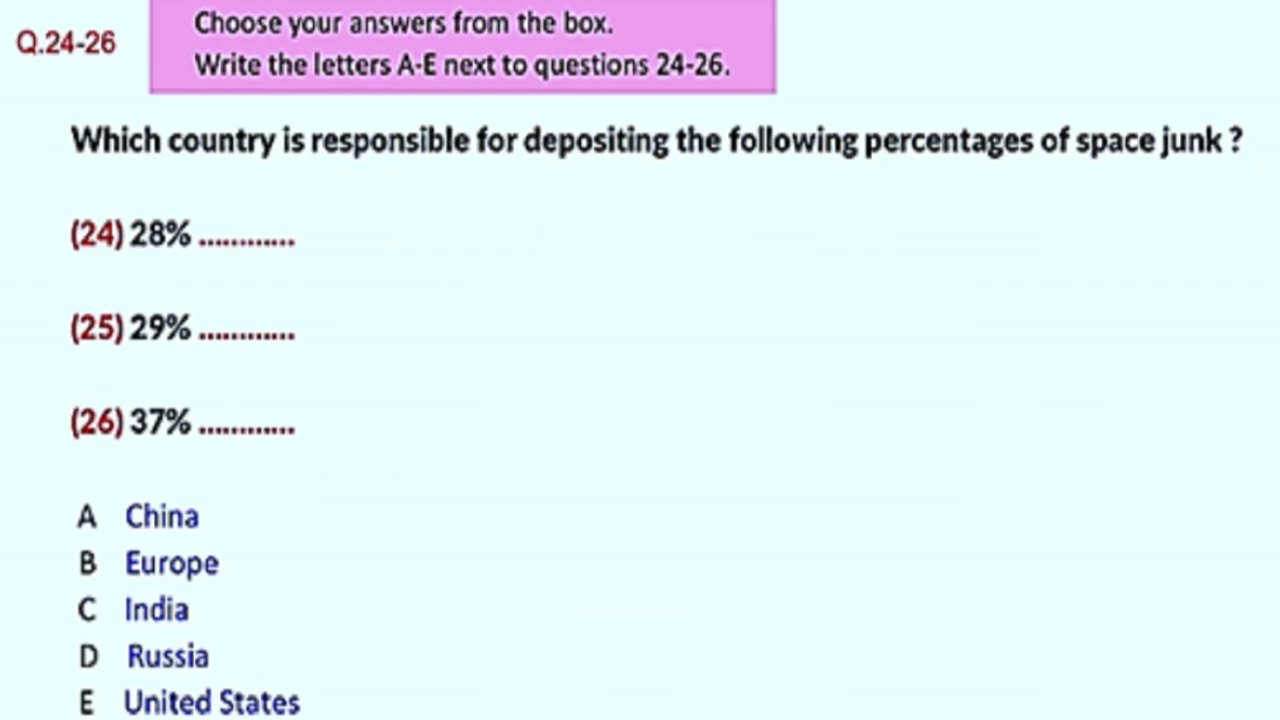 Q.24-26
Choose your answers from the box.
Write the letters A-E next to questions 24-26.
Which country is responsible for depositing the following percentages of space junk ?
(24) 28% ............
(25) 29% ............
(26) 37% ............
A China
B Europe
C India
D Russia
E United States